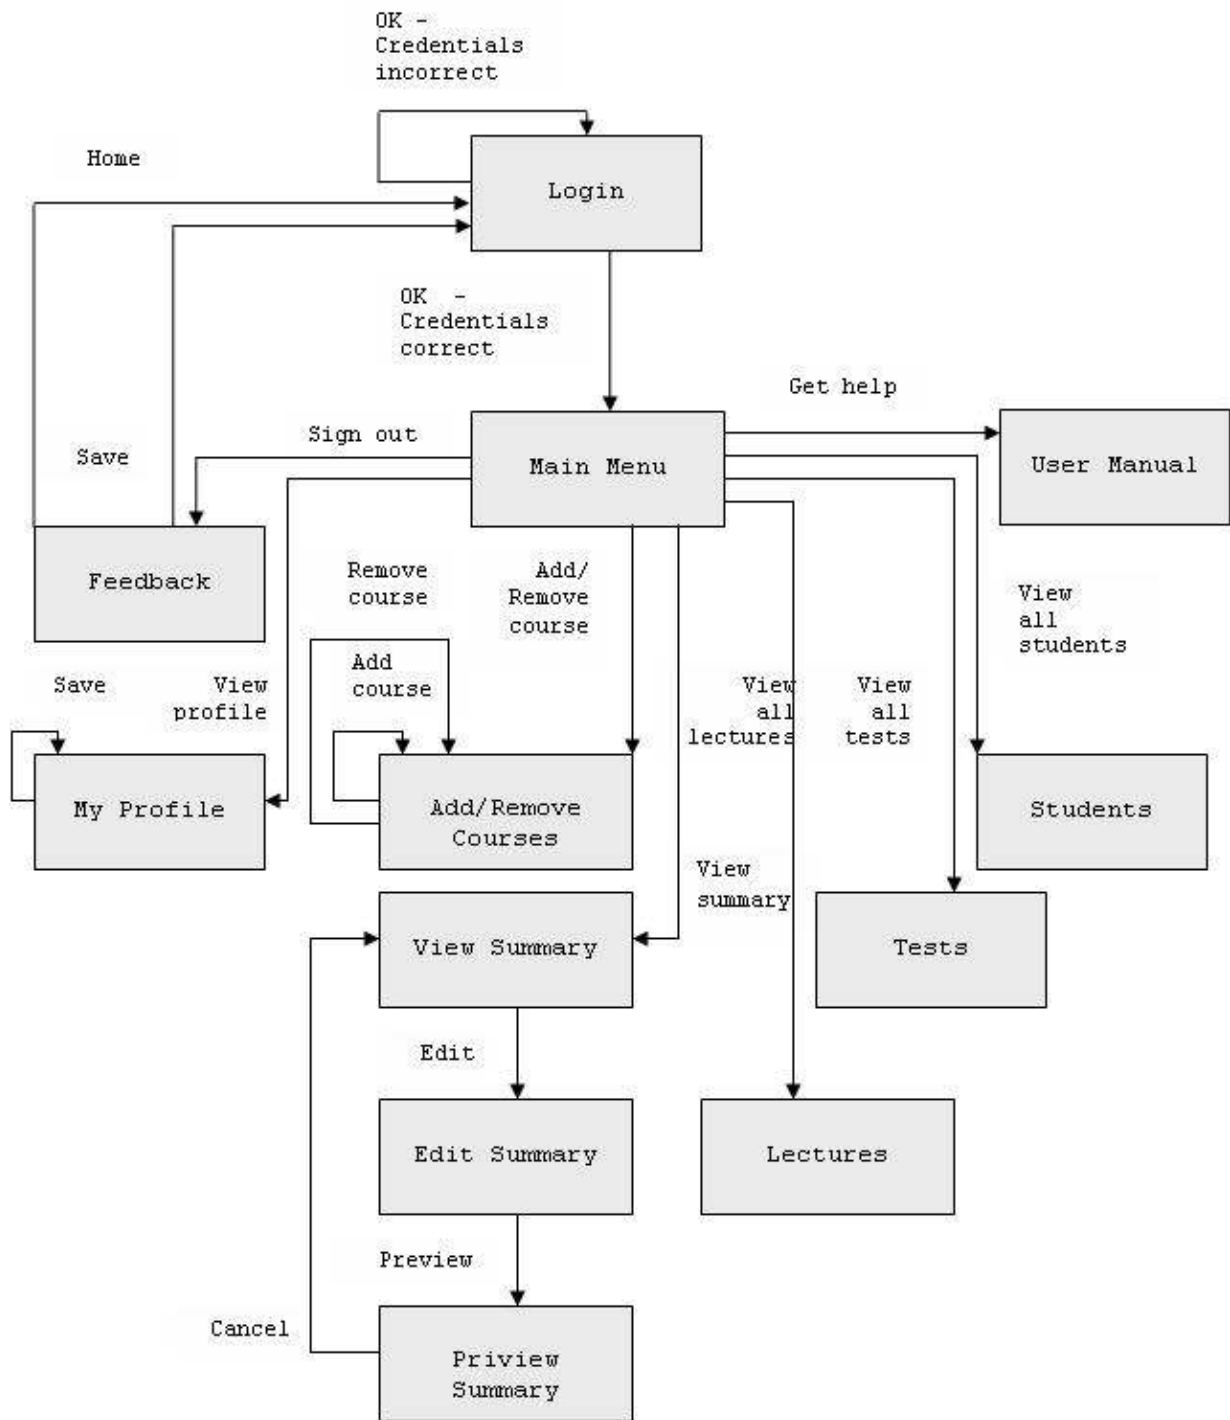 OK -
Credentials
incorrect
Home
Login
OK -
Credentials
correct
Get help
Sign out
Save
Main Menu
User Manual
Feedback
Remove
course
Add/
Remove
course
View
all
students
Add
course
Save
View
profile
View
all
lectures
View
all
tests
My Profile
Add/Remove
Courses
Students
View
summary
View Summary
Tests
Edit
Edit Summary
Lectures
Preview
Cancel
Priview
Summary